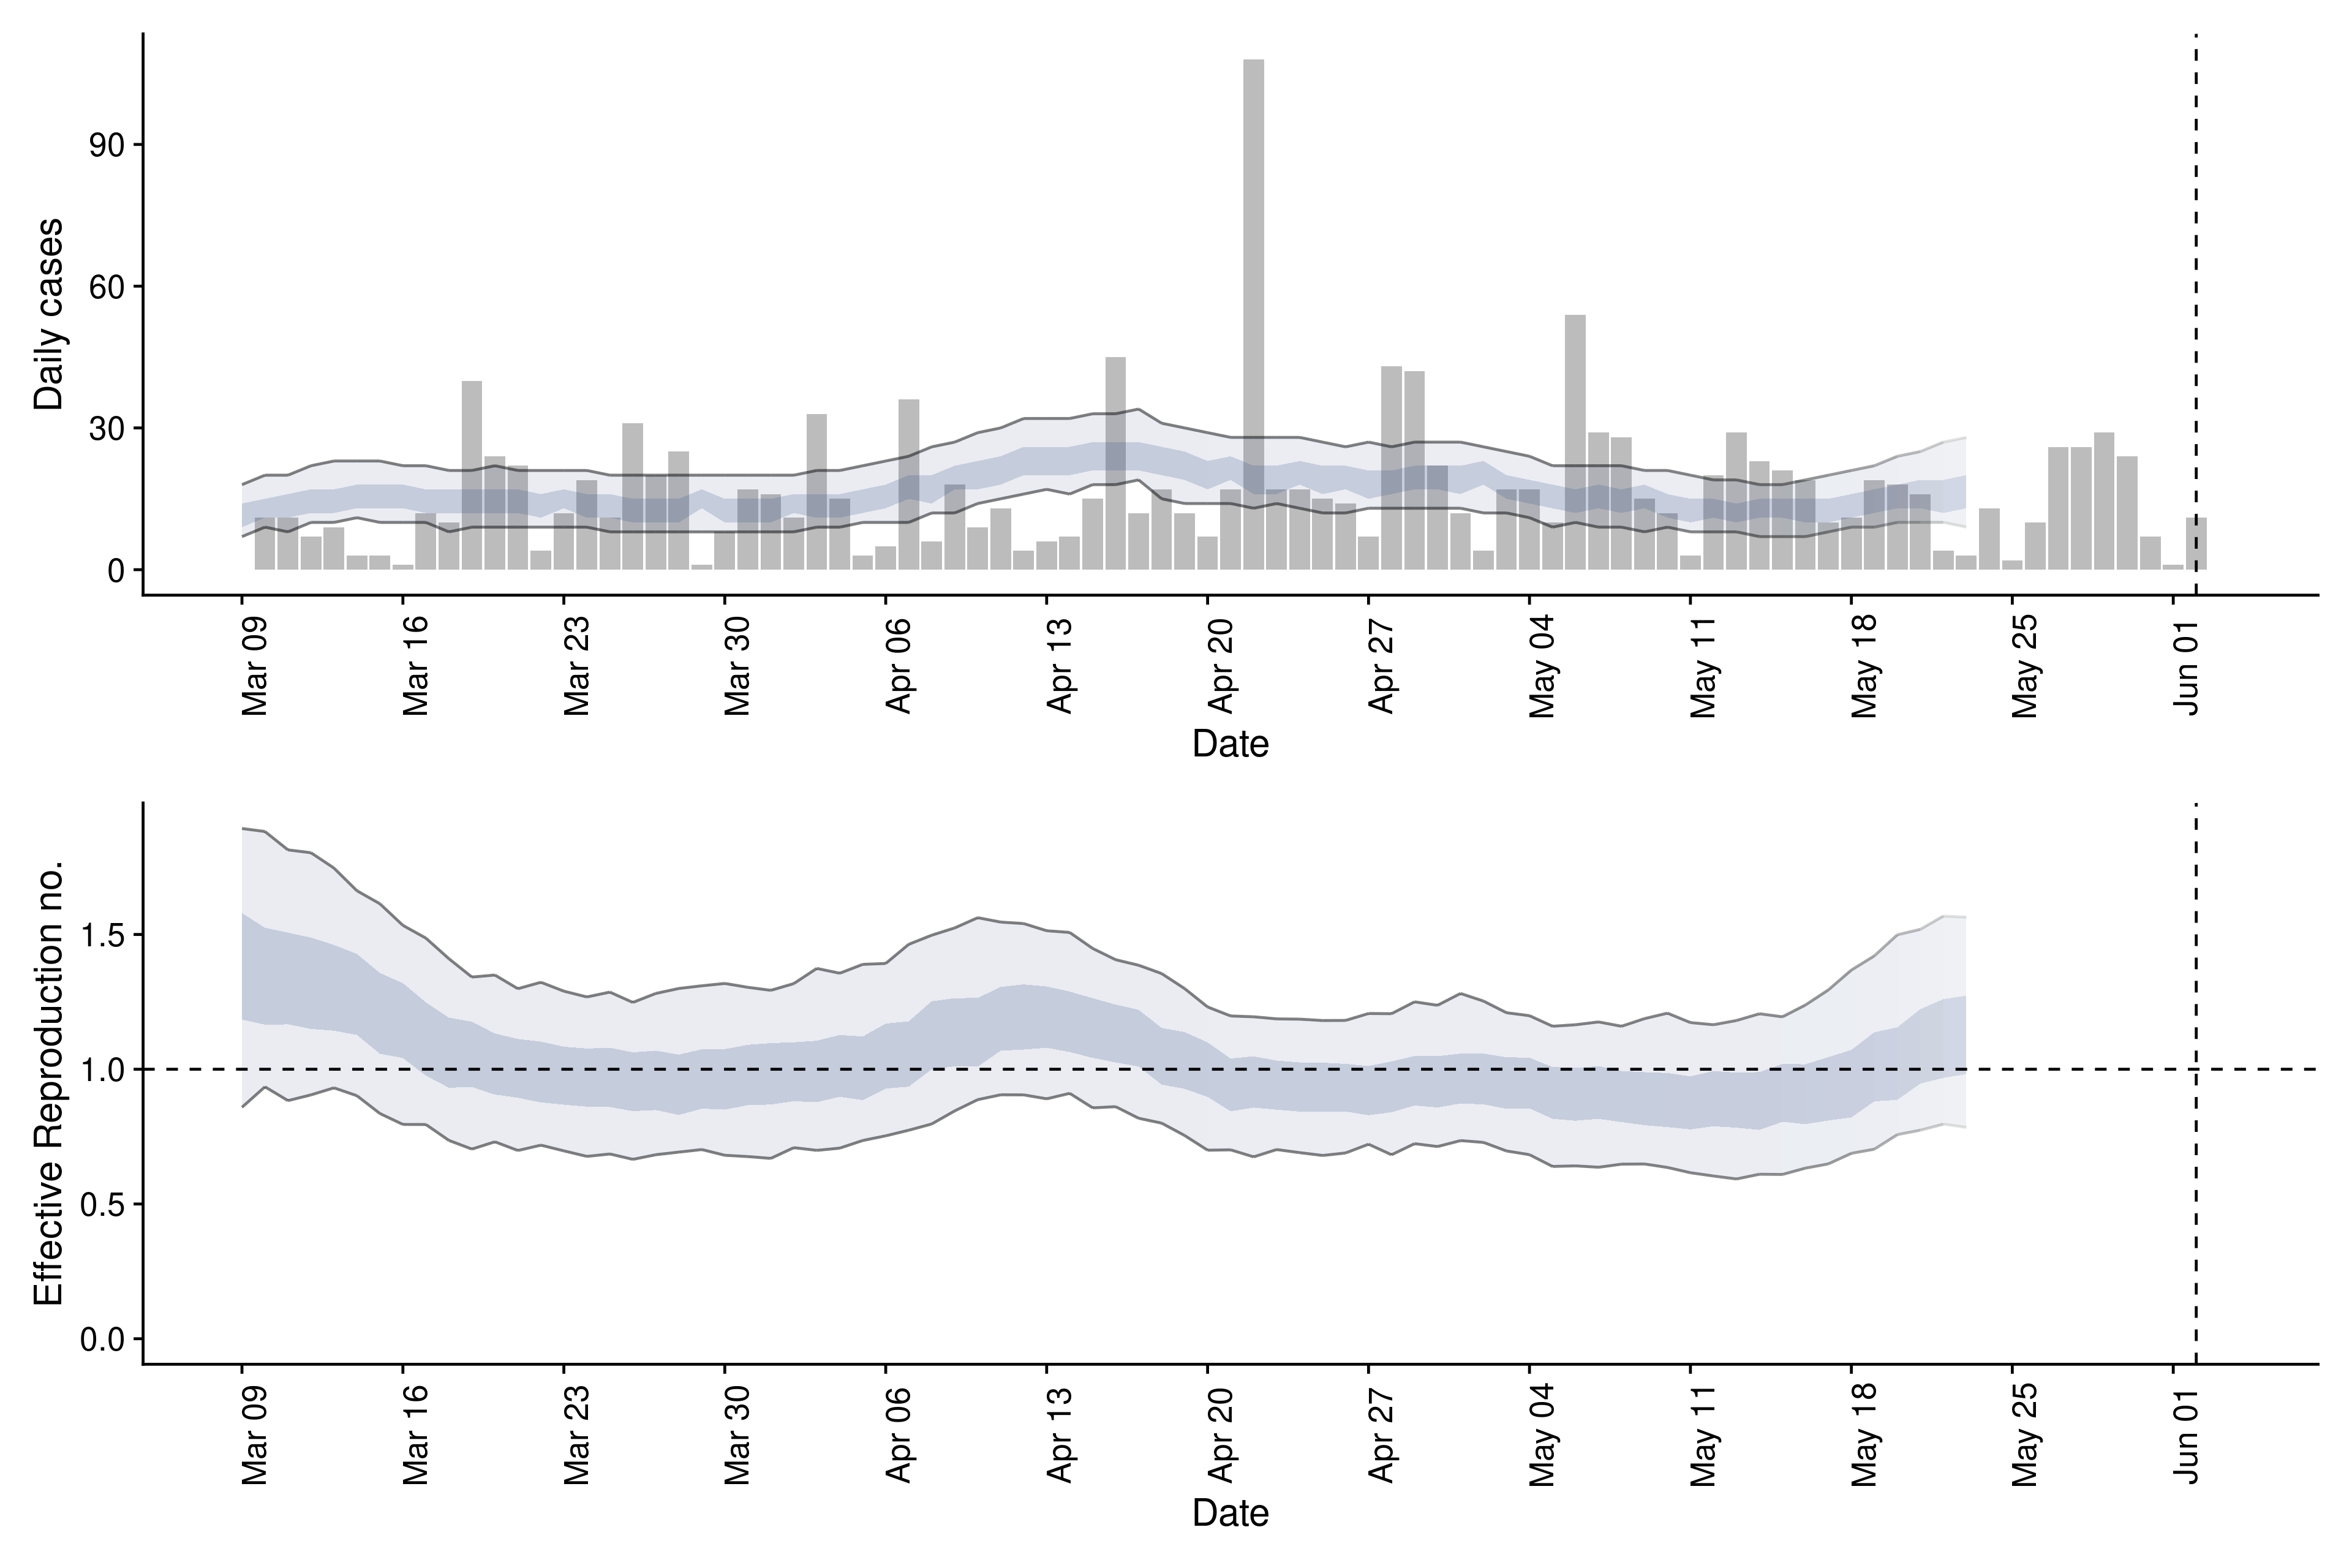 Daily cases
90
60
30
0
Mar 09
Mar 16
Mar 23
Mar 30
Apr 06
Apr 13
Apr 20
Apr 27
May 04
May 11
May 18
May 25
Jun 01
Date
Effective Reproduction no.
1.5
1.0
0.5
0.0
Mar 09
Mar 16
Mar 23
Mar 30
Apr 06
Apr 13
Apr 20
Apr 27
May 04
May 11
May 18
May 25
Jun 01
Date